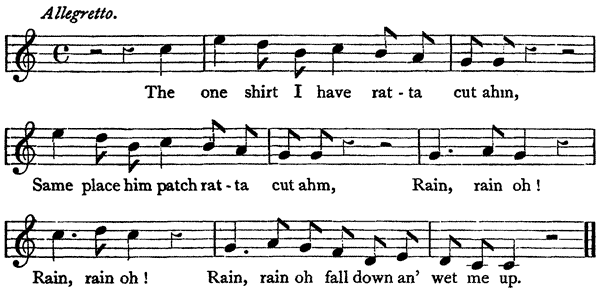 Allegretto.
The one shirt I have rat-ta cut ahm,
Same place him patch rat-ta cut ahm, Rain, rain oh!
Rain, rain oh! Rain, rain oh fall down an' wet me up.